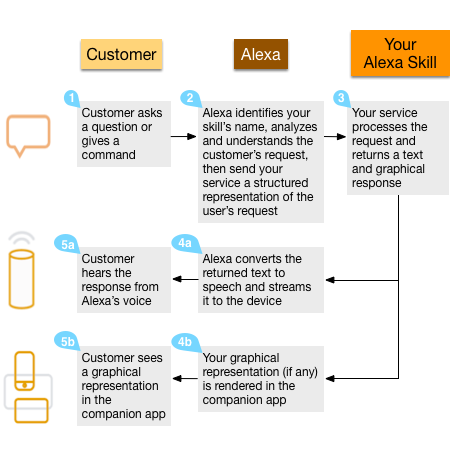 Customer
Alexa
Your
Alexa Skill
1
Customer asks
a question or
gives a
command
2
Alexa identifies your
skill's name, analyzes
and understands the
customer's request,
then send your
service a structured
representation of the
user's request
3
Your service
processes the
request and
returns a text
and graphical
response
5a
Customer
hears the
response from
Alexa's voice
4a
Alexa converts the
returned text to
speech and streams
it to the device
5b
Customer sees
a graphical
representation
in the
companion app
4b
Your graphical
representation (if any)
is rendered in the
companion app